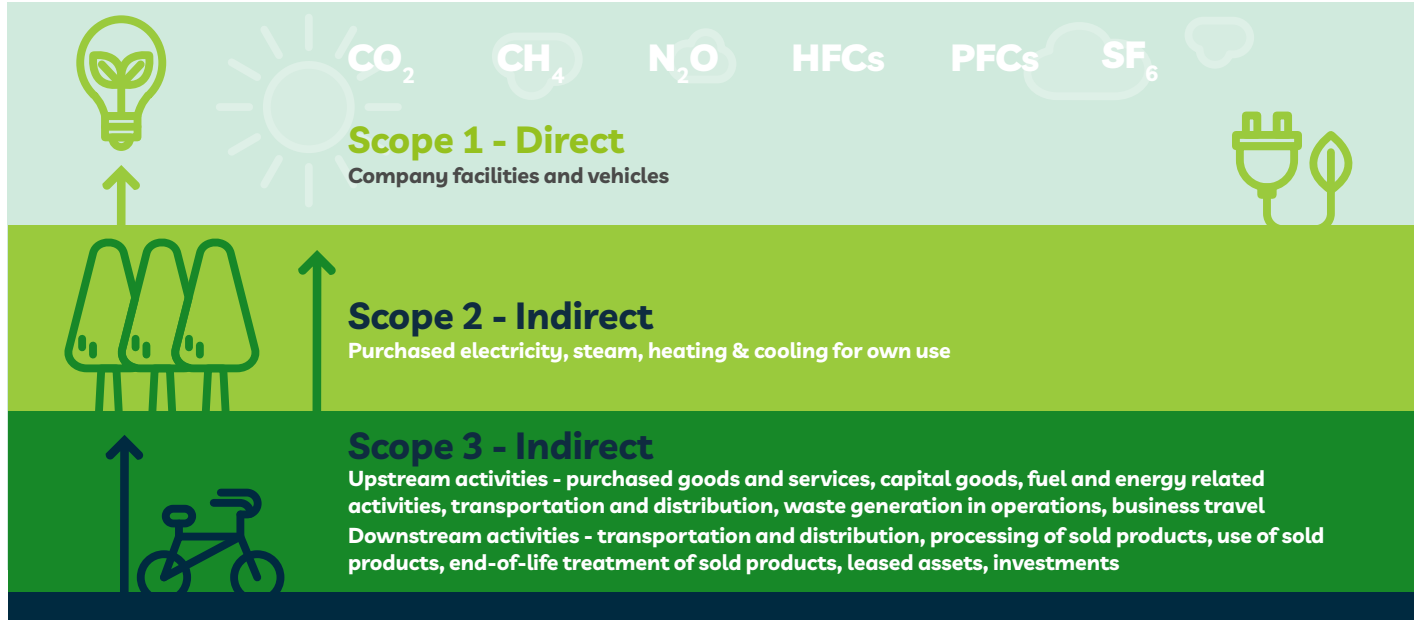 CO2 CH4 N2O HFCs PFCs SF6
Scope 1 - Direct
Company facilities and vehicles
Scope 2 - Indirect
Purchased electricity, steam, heating & cooling for own use
Scope 3 - Indirect
Upstream activities - purchased goods and services, capital goods, fuel and energy related
activities, transportation and distribution, waste generation in operations, business travel
Downstream activities - transportation and distribution, processing of sold products, use of sold
products, end-of-life treatment of sold products, leased assets, investments